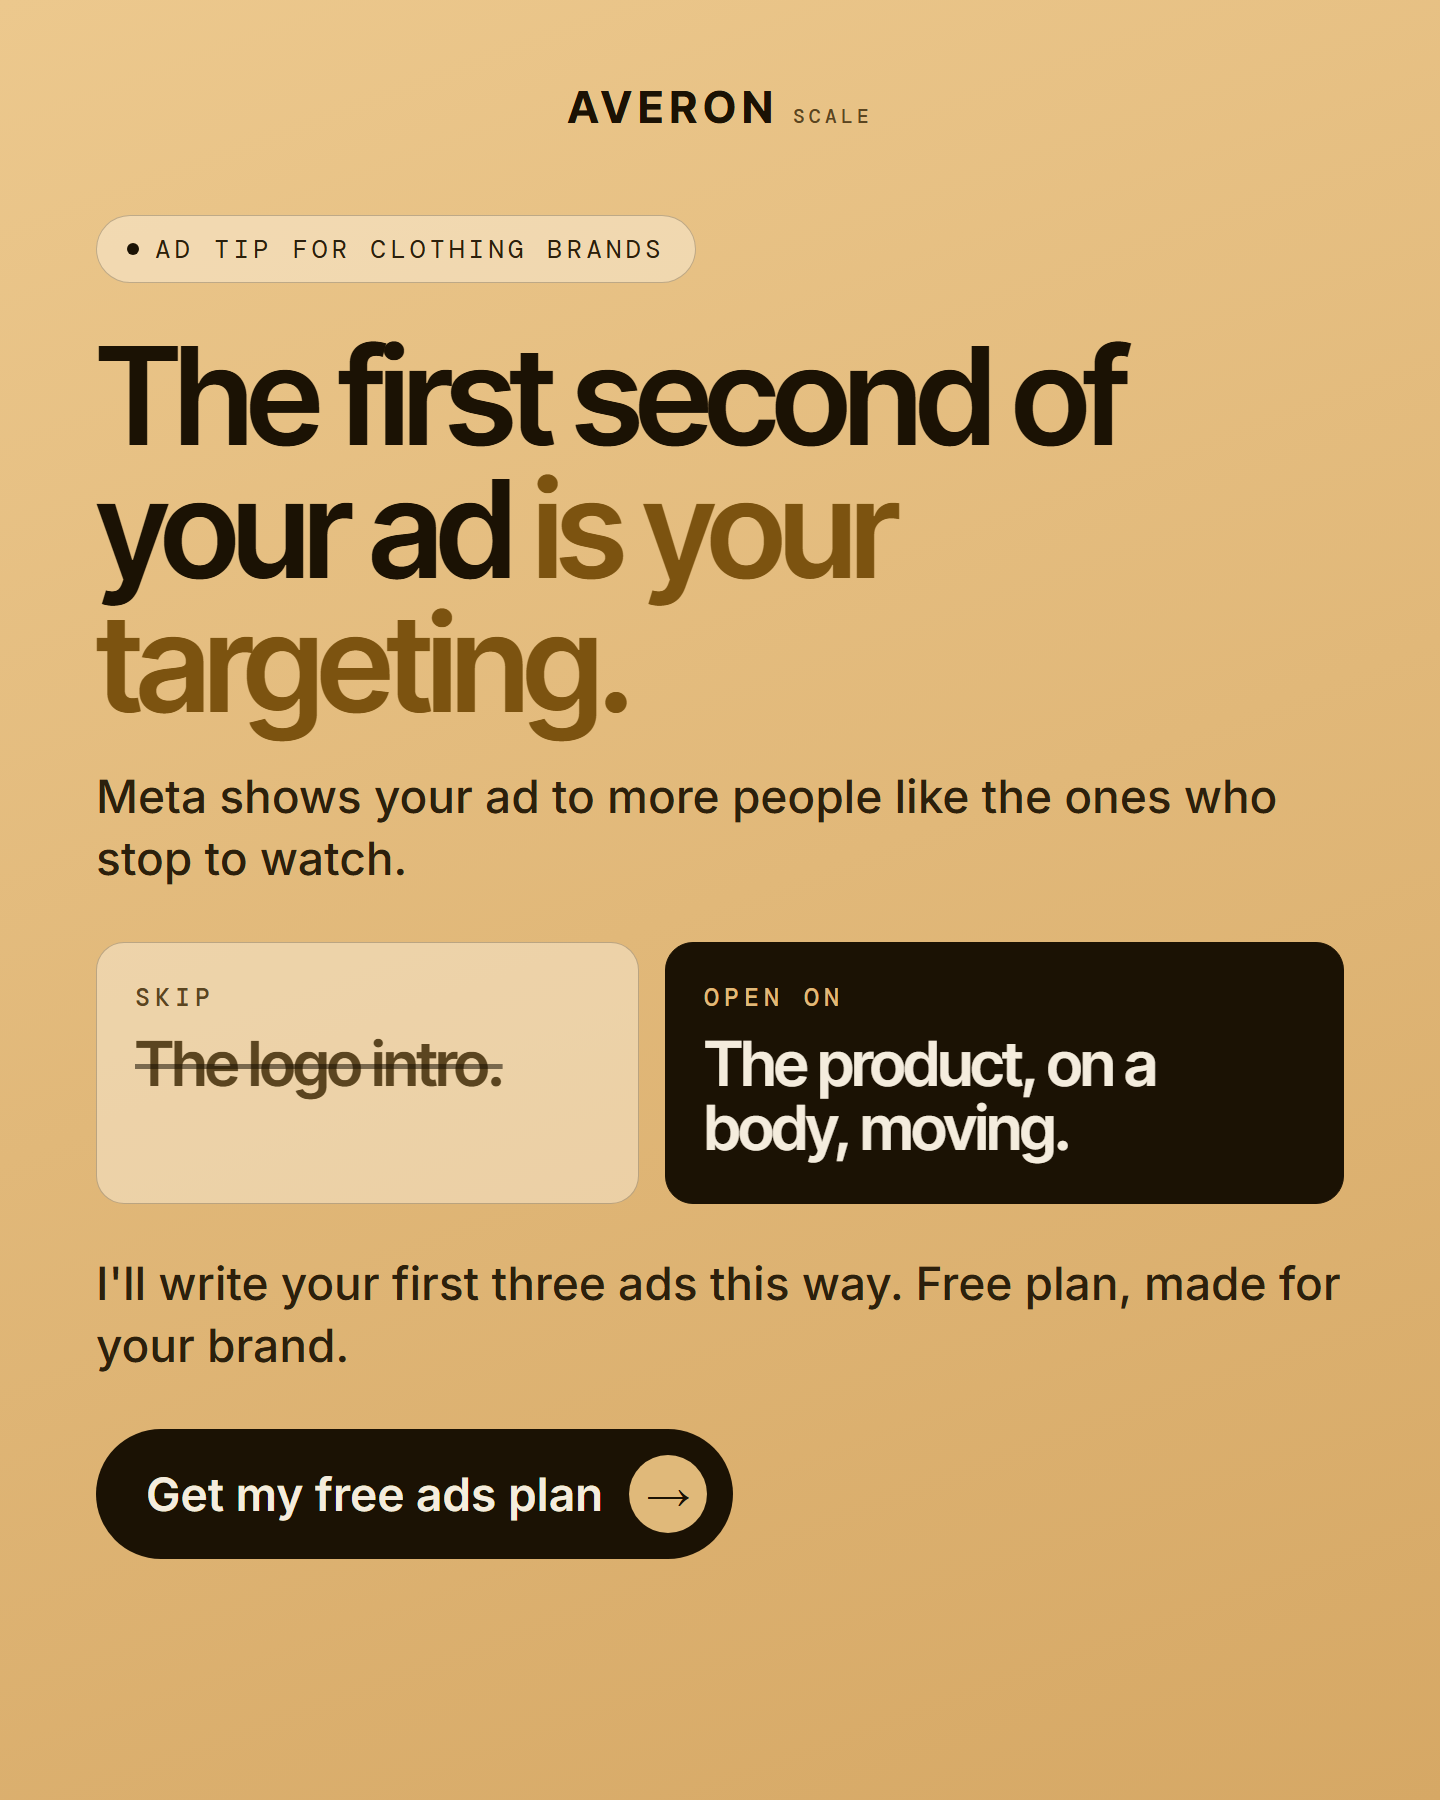 AVERON SCALE
AD TIP FOR CLOTHING BRANDS
The first second of
your ad is your
targeting.
Meta shows your ad to more people like the ones who
stop to watch.
SKIP
The logo intro.
OPEN ON
The product, on a
body, moving.
I'll write your first three ads this way. Free plan, made for
your brand.
Get my free ads plan →